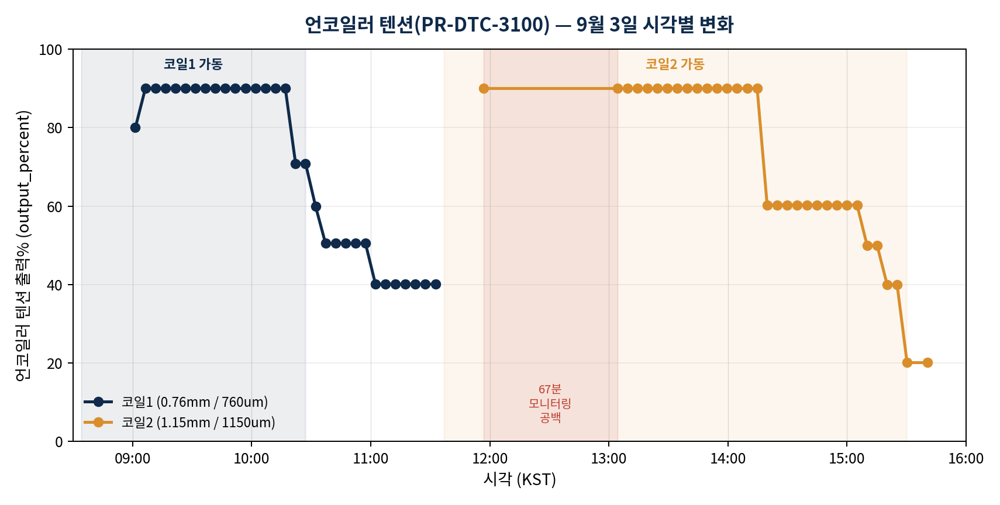 언코일러 텐션(PR-DTC-3100) — 9월 3일 시각별 변화
언코일러 텐션 출력% (output_percent)
100
80
60
40
20
0
코일1 가동
코일2 가동
67분
모니터링
공백
코일1 (0.76mm / 760um)
코일2 (1.15mm / 1150um)
09:00 10:00 11:00 12:00 13:00 14:00 15:00 16:00
시각 (KST)